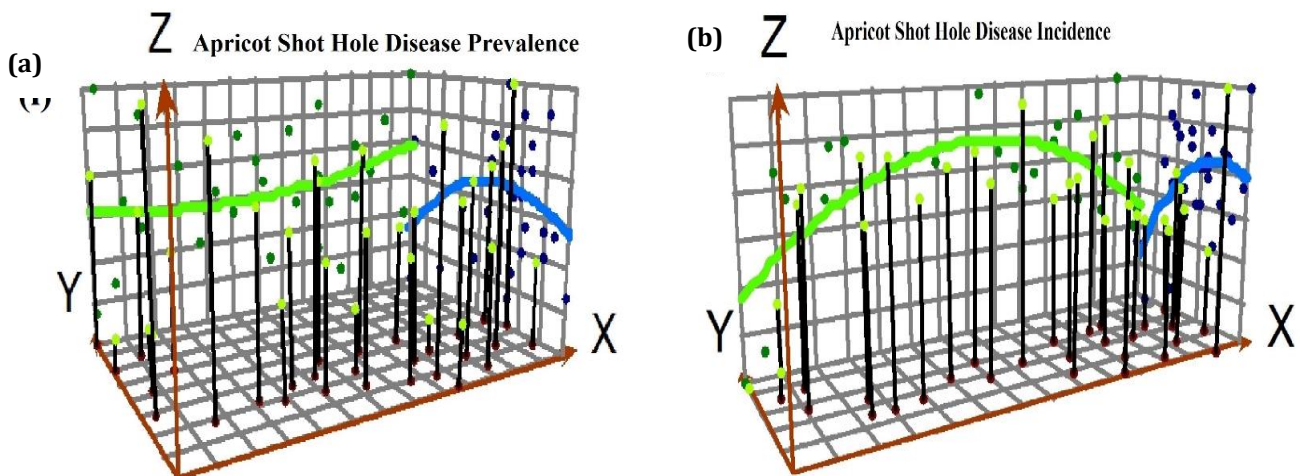 (a)
Z
Apricot Shot Hole Disease Prevalence
Y
X
(b)
Z
Apricot Shot Hole Disease Incidence
Y
X